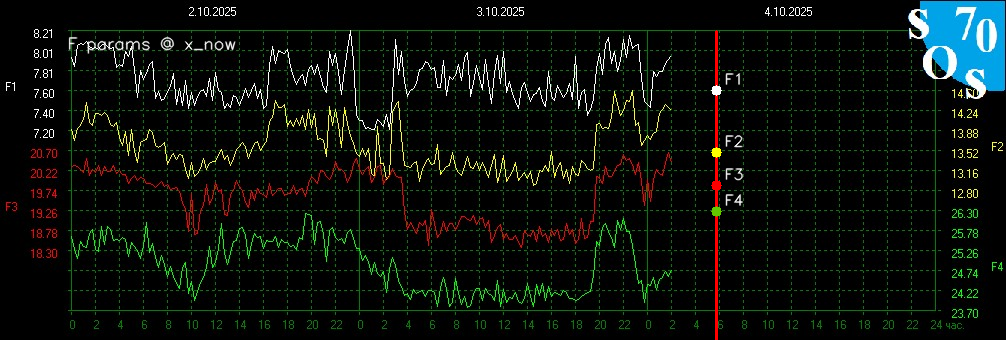 2.10.2025 3.10.2025 4.10.2025
F params @ x_now
SOS 70
F1
8.21
8.01
7.81
7.60
7.40
7.20
F3
20.70
20.22
19.74
19.26
18.78
18.30
F1
F2
F3
F4
F2
14.60
14.24
13.88
13.52
13.16
12.80
F4
26.30
25.78
25.26
24.74
24.22
23.70
0 2 4 6 8 10 12 14 16 18 20 22 0 2 4 6 8 10 12 14 16 18 20 22 0 2 4 6 8 10 12 14 16 18 20 22 24 час.